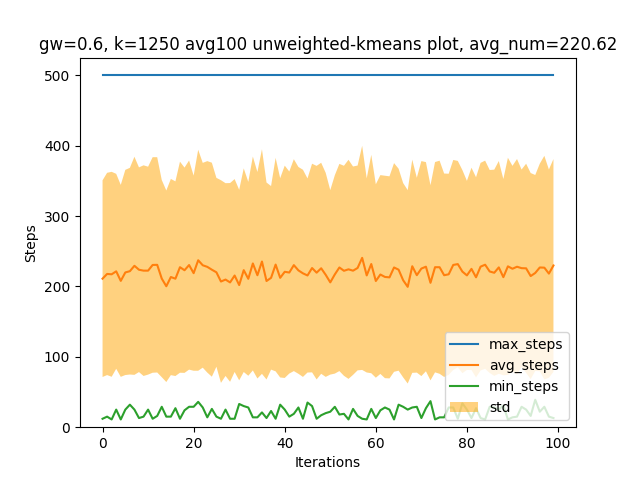 gw=0.6, k=1250 avg100 unweighted-kmeans plot, avg_num=220.62
500
400
300
200
100
0
Steps
0 20 40 60 80 100
Iterations
max_steps
avg_steps
min_steps
std